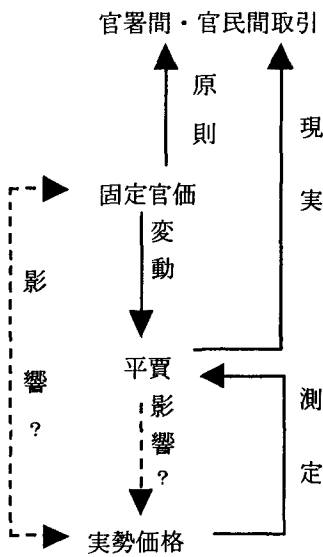 官署間・官民間取引
原則
現実
固定官価
変動
影響?
平賈
影響?
測定
実勢価格